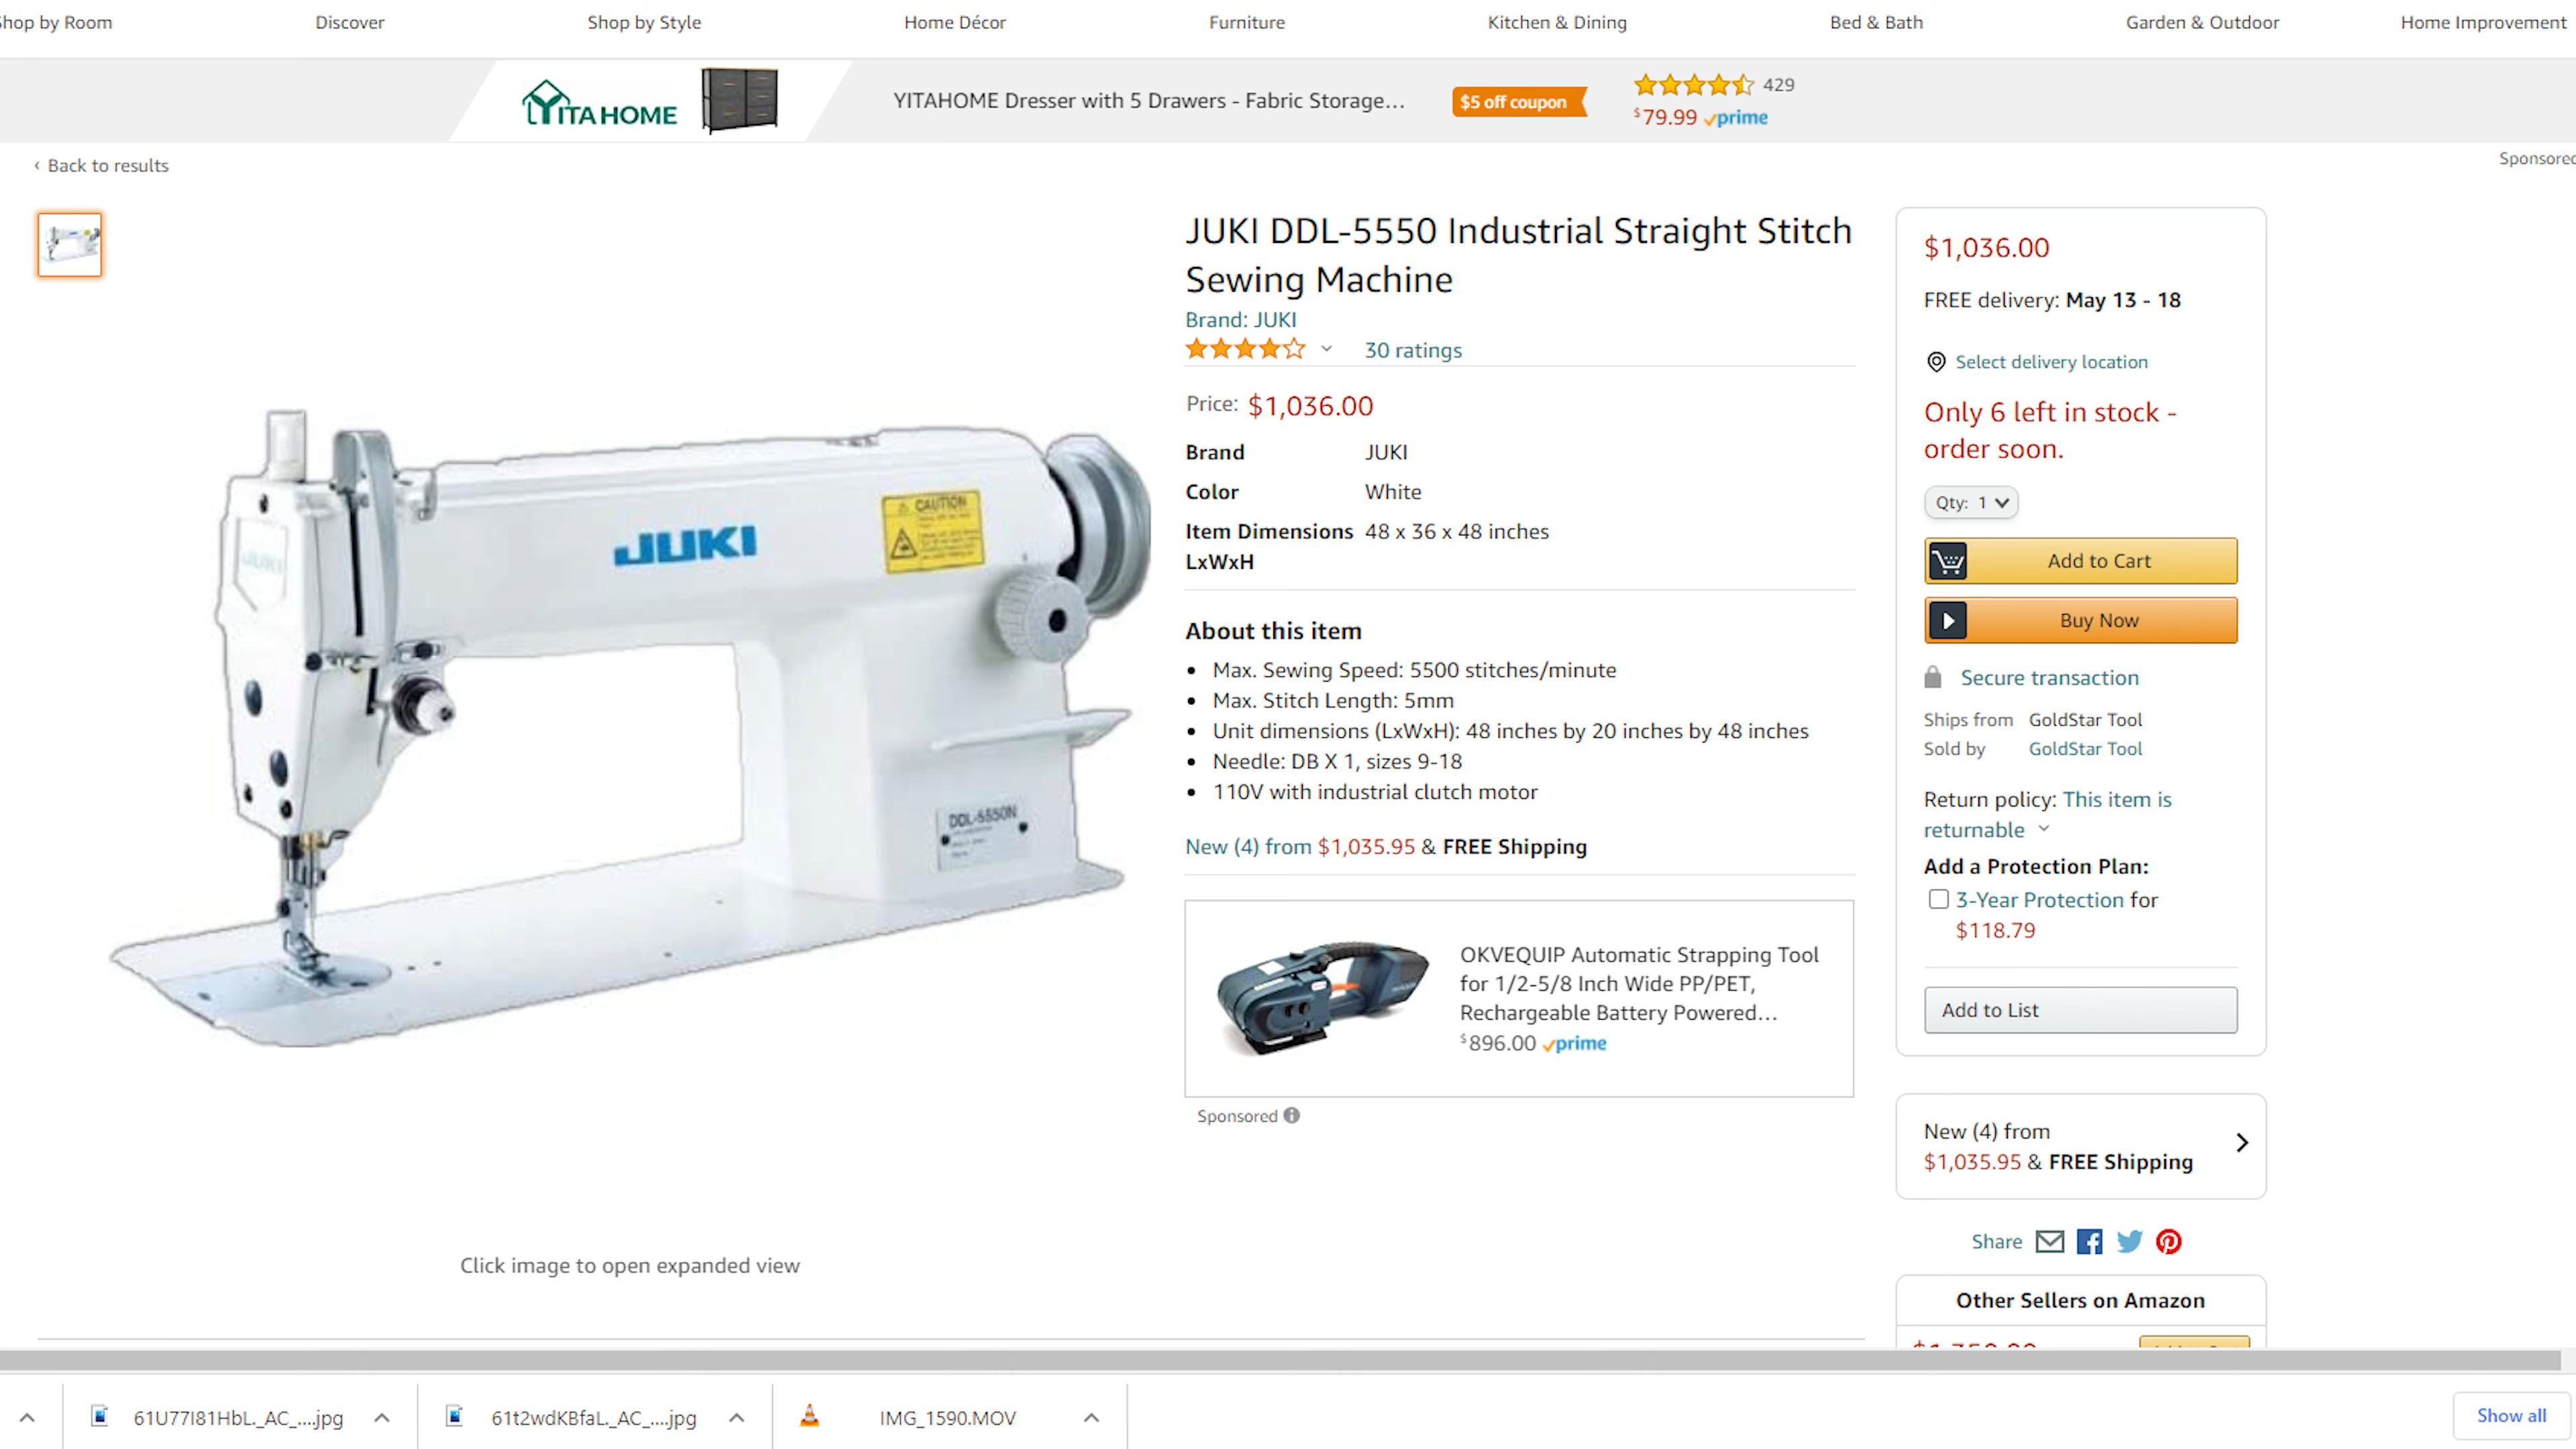 Shop by Room
Discover
Shop by Style
Home Décor
Furniture
Kitchen & Dining
Bed & Bath
Garden & Outdoor
Home Improvement
YITAHOME
YITAHOME Dresser with 5 Drawers - Fabric Storage...
$5 off coupon
429
$79.99 prime
‹ Back to results
Sponsored
JUKI
JUKI
CAUTION
DDL-5550N
Click image to open expanded view
JUKI DDL-5550 Industrial Straight Stitch
Sewing Machine
Brand: JUKI
30 ratings
Price: $1,036.00
Brand JUKI
Color White
Item Dimensions 48 x 36 x 48 inches
LxWxH
About this item
• Max. Sewing Speed: 5500 stitches/minute
• Max. Stitch Length: 5mm
• Unit dimensions (LxWxH): 48 inches by 20 inches by 48 inches
• Needle: DB X 1, sizes 9-18
• 110V with industrial clutch motor
New (4) from $1,035.95 & FREE Shipping
OKVEQUIP Automatic Strapping Tool
for 1/2-5/8 Inch Wide PP/PET,
Rechargeable Battery Powered...
$896.00 prime
Sponsored
$1,036.00
FREE delivery: May 13 - 18
Select delivery location
Only 6 left in stock -
order soon.
Qty: 1
Add to Cart
Buy Now
Secure transaction
Ships from GoldStar Tool
Sold by GoldStar Tool
Return policy: This item is
returnable
Add a Protection Plan:
3-Year Protection for
$118.79
Add to List
New (4) from
$1,035.95 & FREE Shipping
Share
Other Sellers on Amazon
61U77I81HbL._AC_....jpg
61t2wdKBfaL._AC_....jpg
IMG_1590.MOV
Show all